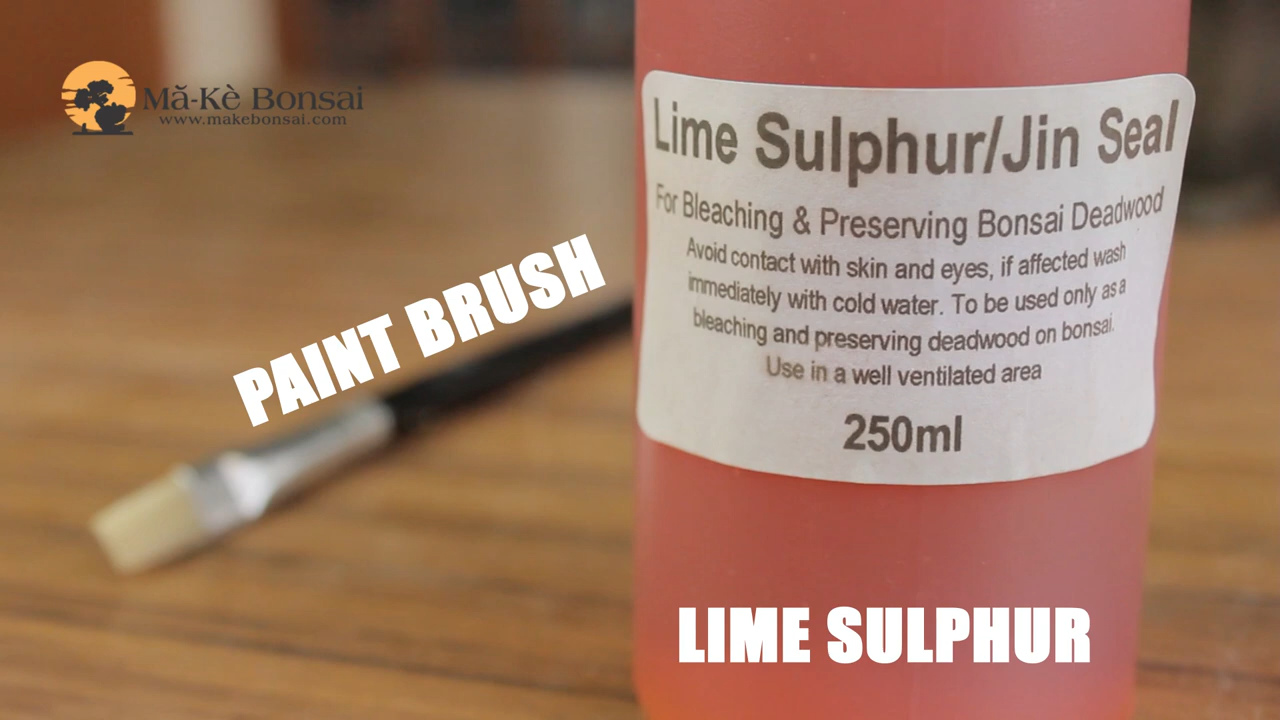 Mă-Kè Bonsai
www.makebonsai.com
PAINT BRUSH
Lime Sulphur/Jin Seal
For Bleaching & Preserving Bonsai Deadwood
Avoid contact with skin and eyes, if affected wash
immediately with cold water. To be used only as a
bleaching and preserving deadwood on bonsai.
Use in a well ventilated area
250ml
LIME SULPHUR